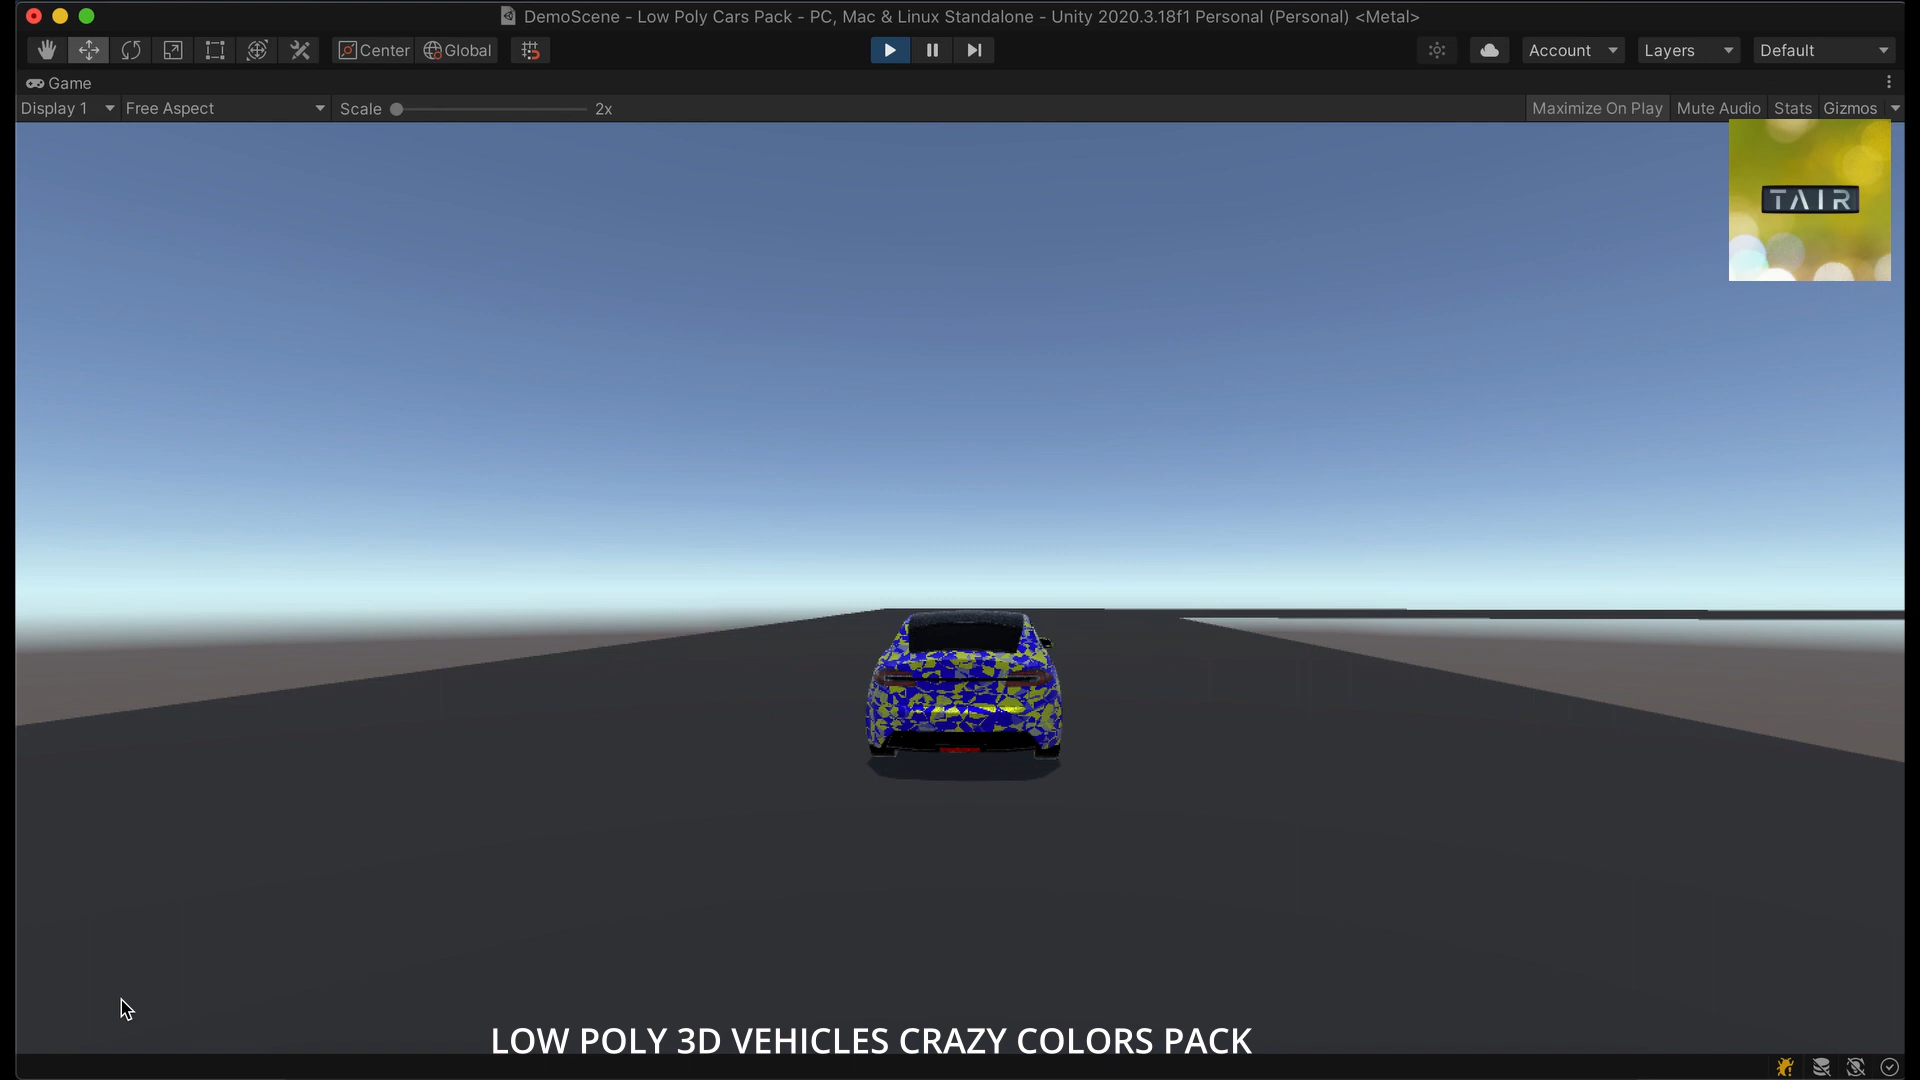 DemoScene - Low Poly Cars Pack - PC, Mac & Linux Standalone - Unity 2020.3.18f1 Personal (Personal) <Metal>
Center Global Account Layers Default
Game
Display 1 Free Aspect Scale 2x Maximize On Play Mute Audio Stats Gizmos
TAIR
LOW POLY 3D VEHICLES CRAZY COLORS PACK